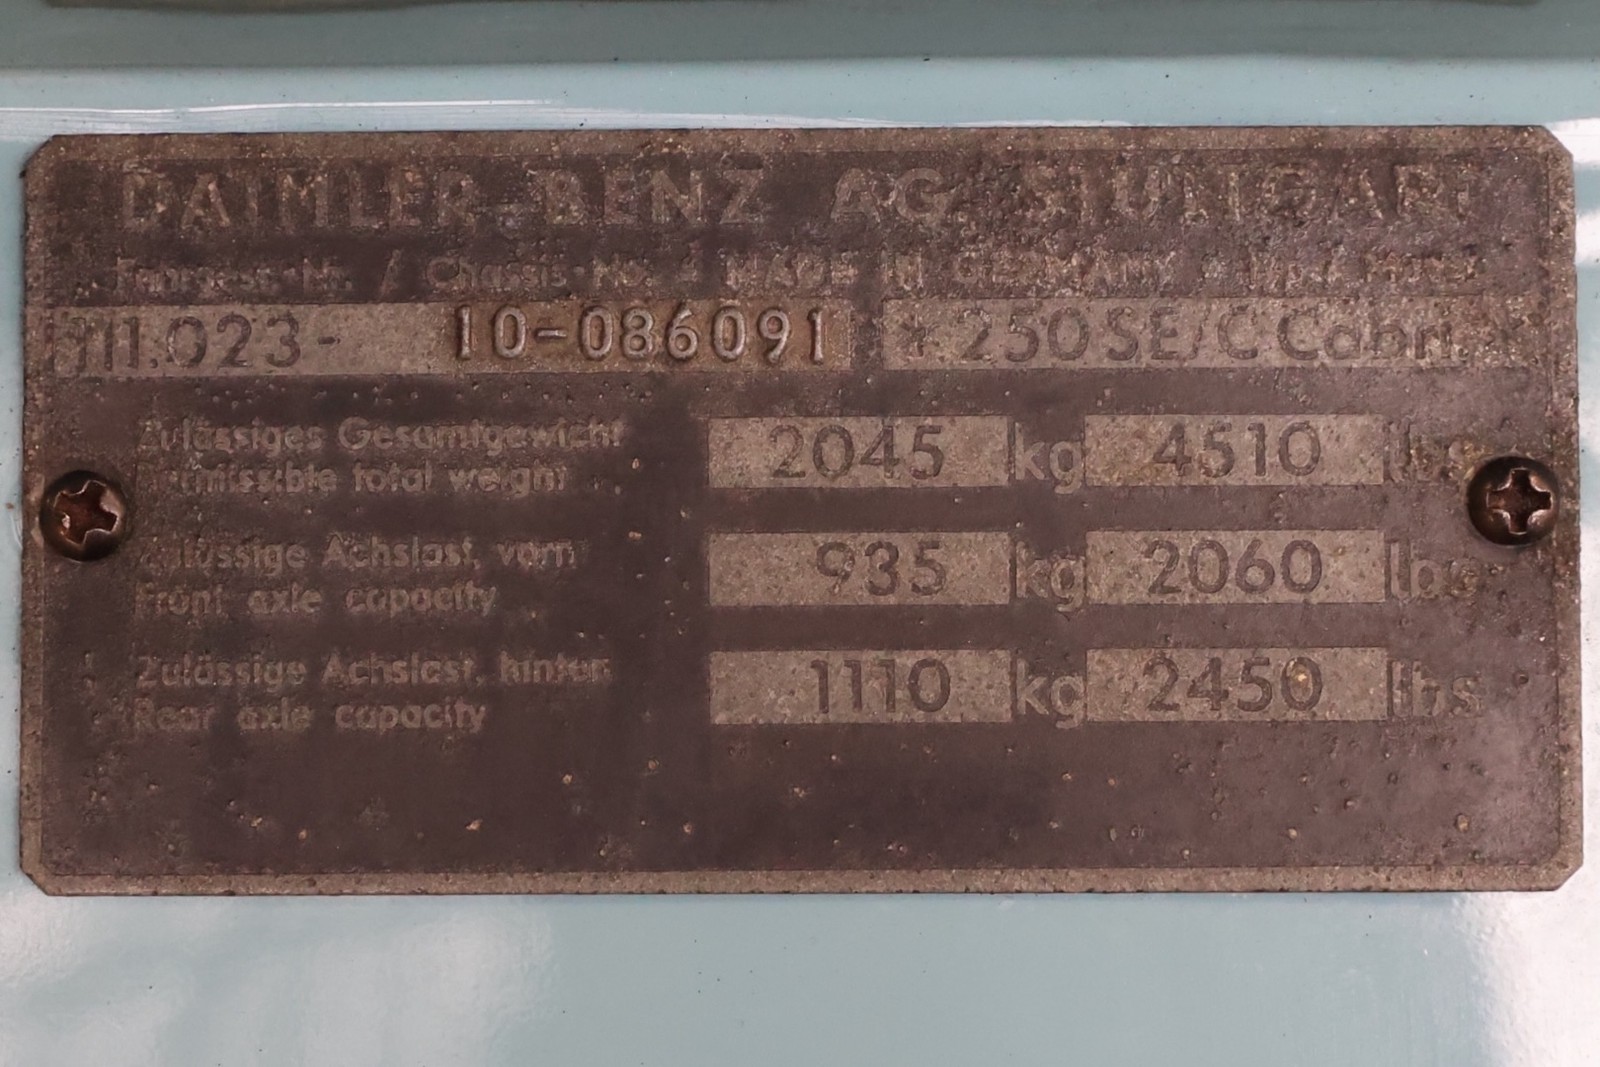 DAIMLER-BENZ AG. STUTTGART
Fahrgest.-Nr. / Chassis-No. * MADE IN GERMANY * Typ / Model
111.023- 10-086091 * 250SE/C Cabri. *
Zulässiges Gesamtgewicht
Permissible total weight 2045 kg 4510 lbs
Zulässige Achslast, vorn
Front axle capacity 935 kg 2060 lbs
Zulässige Achslast, hinten
Rear axle capacity 1110 kg 2450 lbs